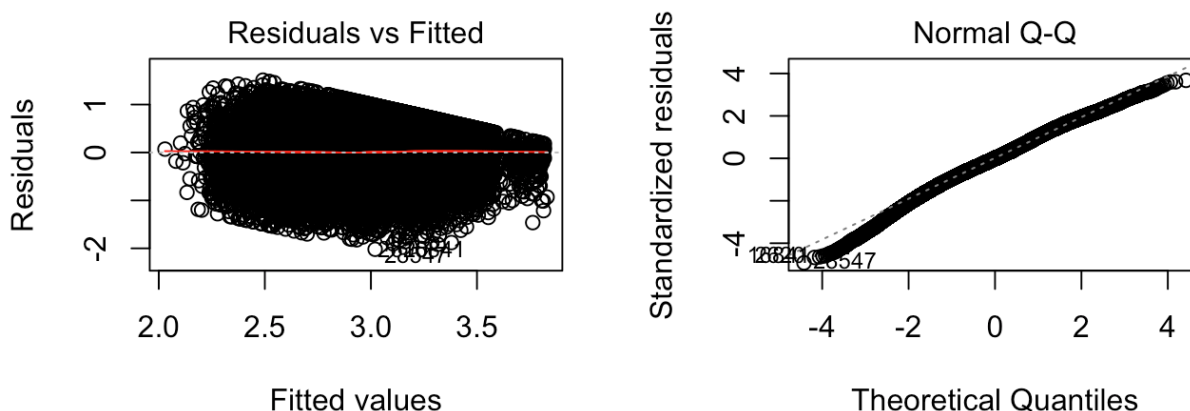 Residuals vs Fitted
Residuals
1
0
-2
28547
2.0 2.5 3.0 3.5
Fitted values
Normal Q-Q
Standardized residuals
4
2
0
-4
28547
-4 -2 0 2 4
Theoretical Quantiles